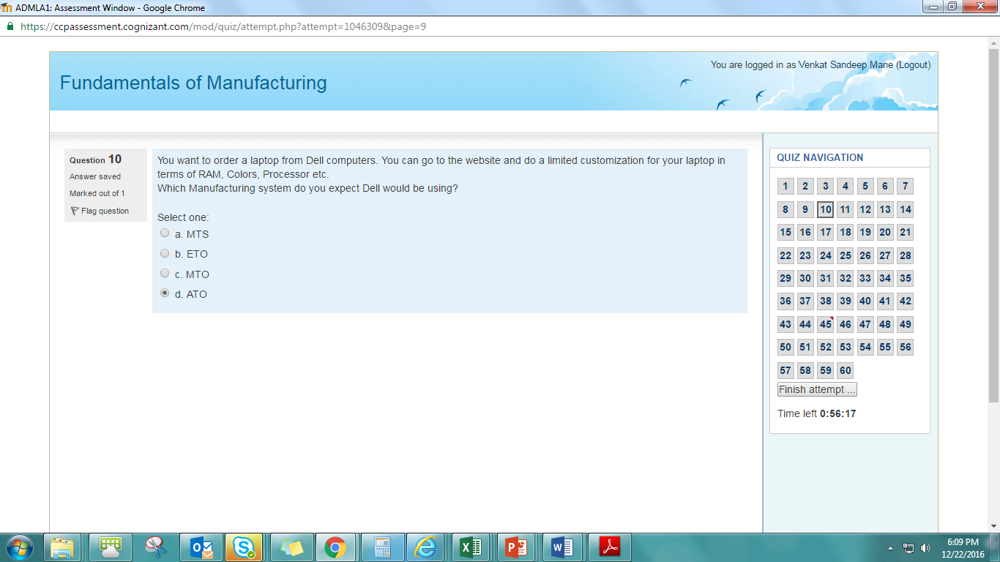 ADMLA1: Assessment Window - Google Chrome
https://ccpassessment.cognizant.com/mod/quiz/attempt.php?attempt=1046309&page=9
You are logged in as Venkat Sandeep Mane (Logout)
Fundamentals of Manufacturing
Question 10
Answer saved
Marked out of 1
Flag question
You want to order a laptop from Dell computers. You can go to the website and do a limited customization for your laptop in
terms of RAM, Colors, Processor etc.
Which Manufacturing system do you expect Dell would be using?
Select one:
a. MTS
b. ETO
c. MTO
d. ATO
QUIZ NAVIGATION
1 2 3 4 5 6 7
8 9 10 11 12 13 14
15 16 17 18 19 20 21
22 23 24 25 26 27 28
29 30 31 32 33 34 35
36 37 38 39 40 41 42
43 44 45 46 47 48 49
50 51 52 53 54 55 56
57 58 59 60
Finish attempt ...
Time left 0:56:17
6:09 PM
12/22/2016